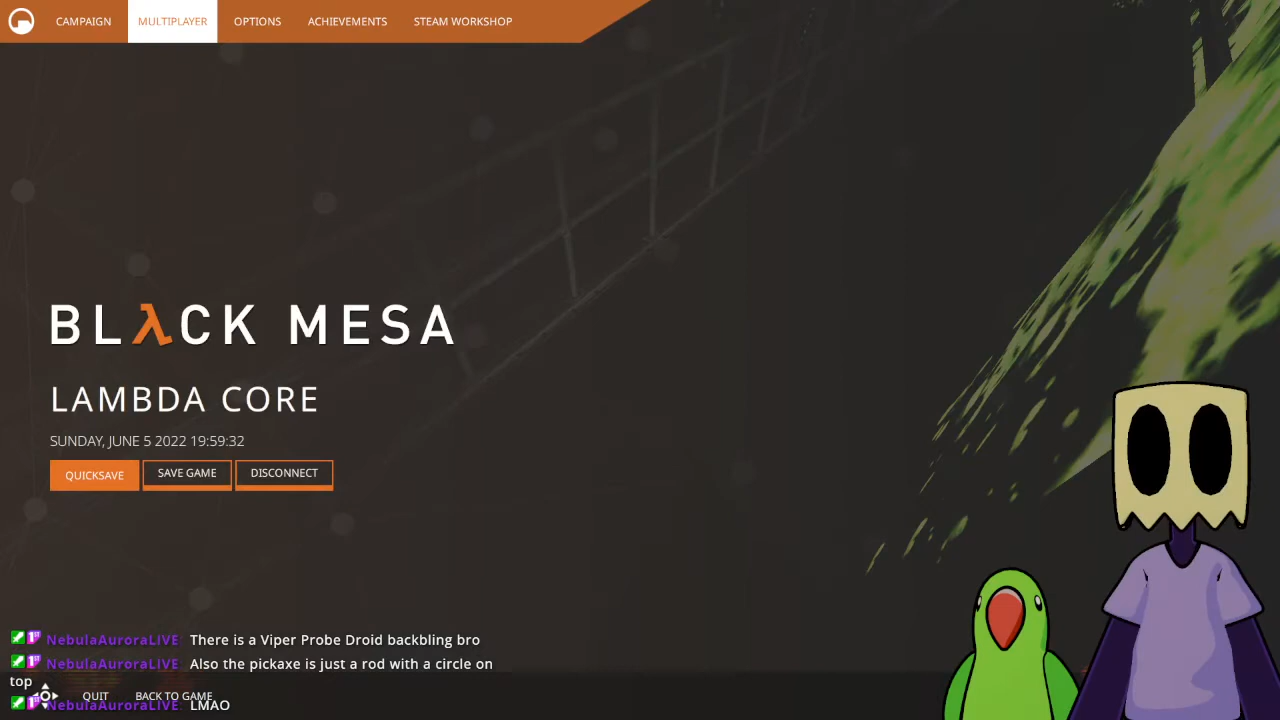 CAMPAIGN MULTIPLAYER OPTIONS ACHIEVEMENTS STEAM WORKSHOP
BLλCK MESA
LAMBDA CORE
SUNDAY, JUNE 5 2022 19:59:32
QUICKSAVE SAVE GAME DISCONNECT
NebulaAuroraLIVE There is a Viper Probe Droid backbling bro
NebulaAuroraLIVE Also the pickaxe is just a rod with a circle on
top
QUIT BACK TO GAME
NebulaAuroraLIVE LMAO